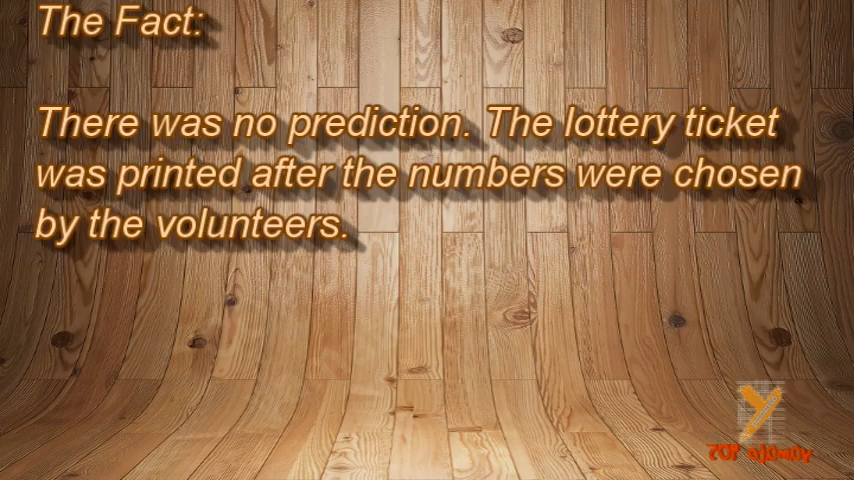 The Fact:
There was no prediction. The lottery ticket
was printed after the numbers were chosen
by the volunteers.